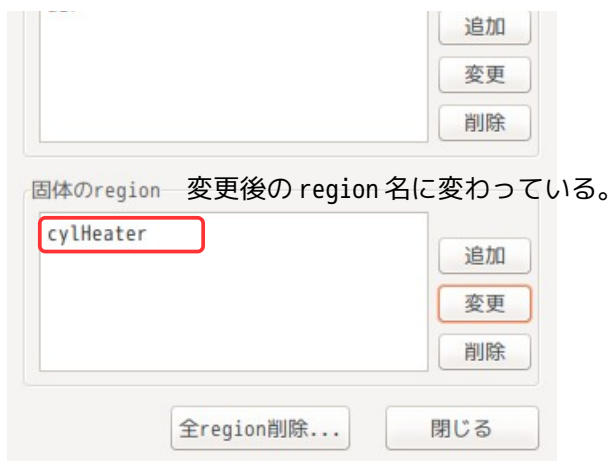 追加
変更
削除
固体のregion 変更後の region 名に変わっている。
cylHeater
追加
変更
削除
全region削除... 閉じる